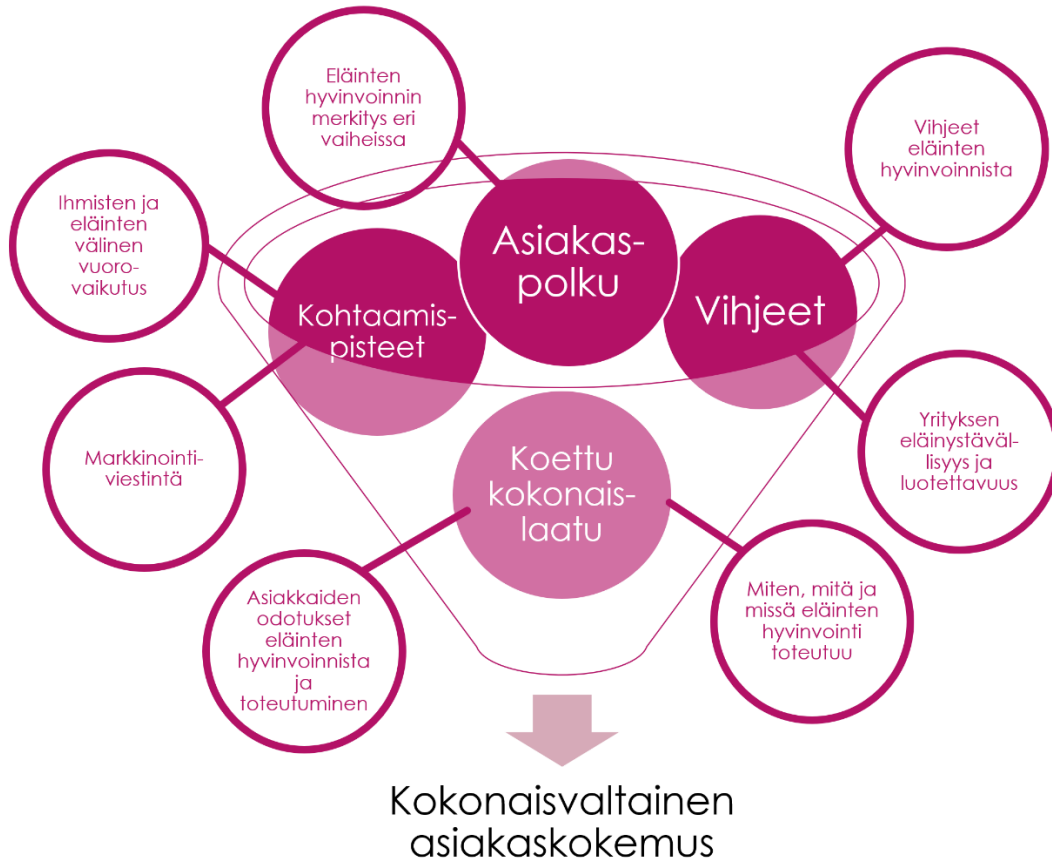 Eläinten
hyvinvoinnin
merkitys eri
vaiheissa
Vihjeet
eläinten
hyvinvoinnista
Ihmisten ja
eläinten
välinen
vuoro-
vaikutus
Asiakas-
polku
Kohtaamis-
pisteet
Vihjeet
Markkinointi-
viestintä
Koettu
kokonais-
laatu
Yrityksen
eläinystäväl-
lisyys ja
luotettavuus
Asiakkaiden
odotukset
eläinten
hyvinvoinnista
ja
toteutuminen
Miten, mitä ja
missä eläinten
hyvinvointi
toteutuu
Kokonaisvaltainen
asiakaskokemus